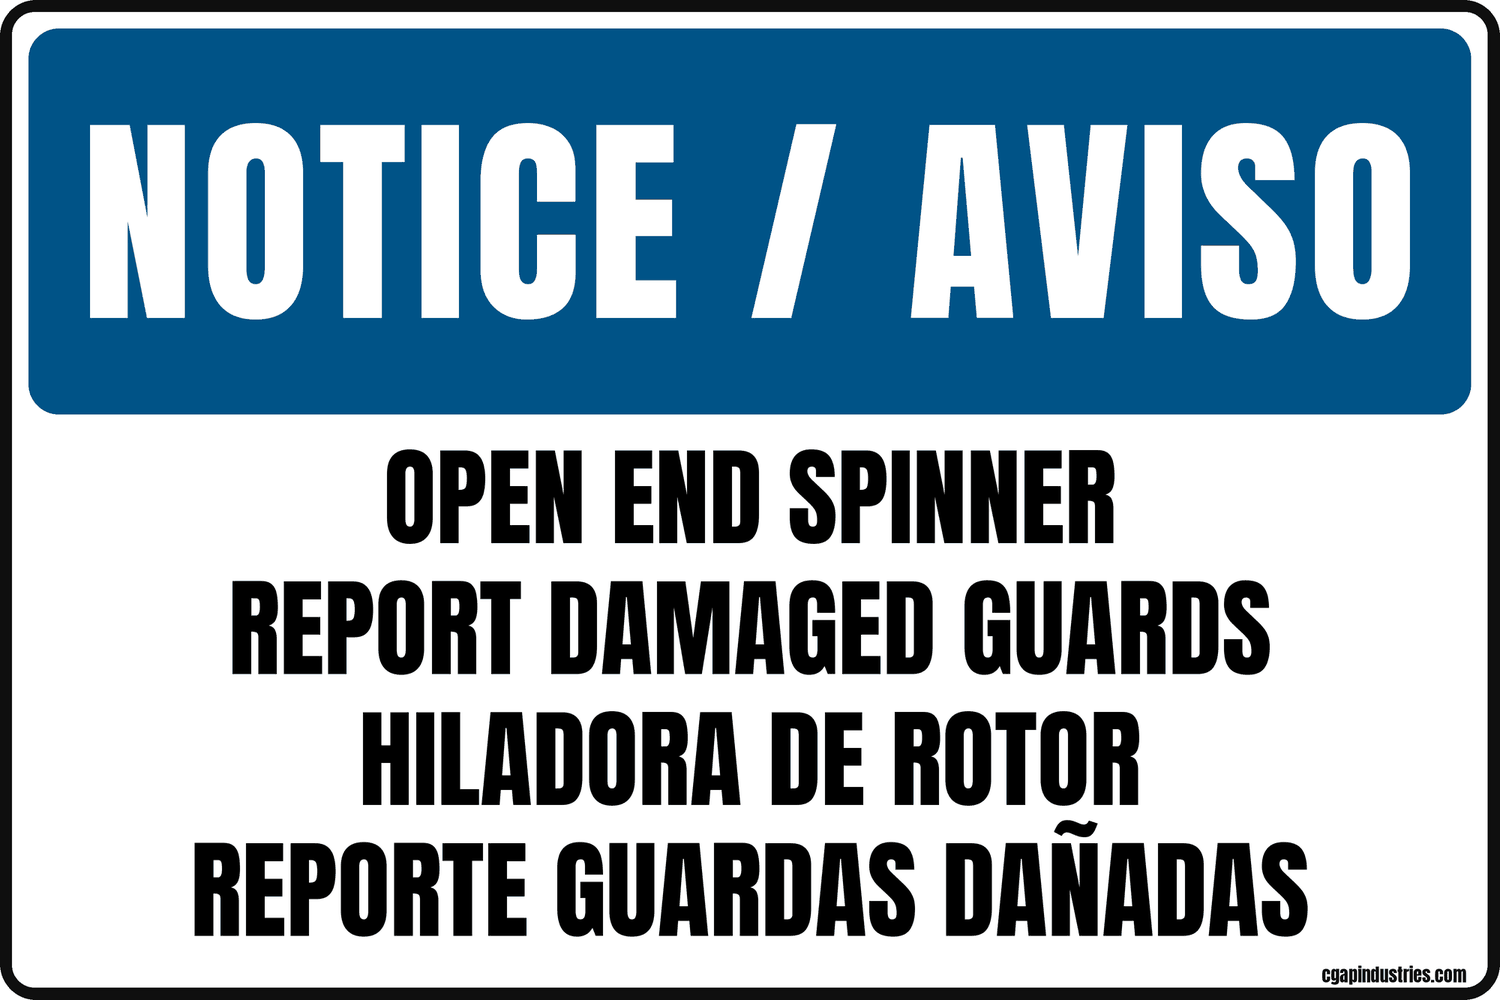 NOTICE / AVISO
OPEN END SPINNER
REPORT DAMAGED GUARDS
HILADORA DE ROTOR
REPORTE GUARDAS DAÑADAS
cgapindustries.com